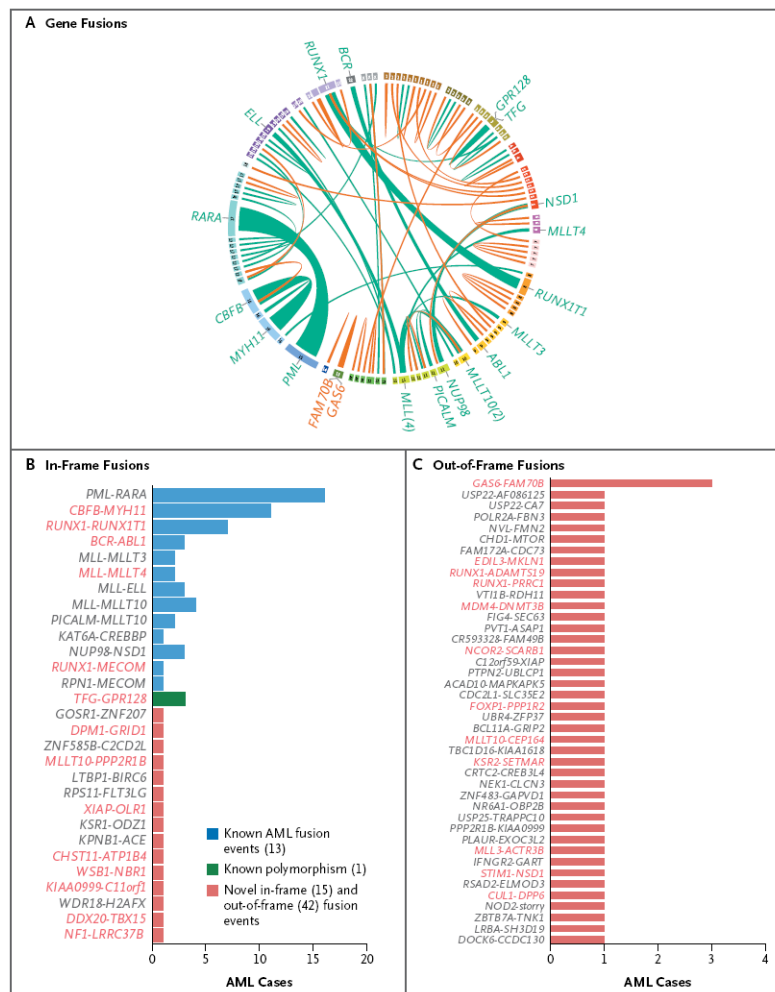 A Gene Fusions
RUNX1
BCR
GPR128
TFG
ELL
NSD1
RARA
MLLT4
RUNX1T1
CBFB
MLLT3
MYH11
ABL1
PML
MLLT10(2)
FAM70B
NUP98
GAS6
PICALM
MLL(4)
B In-Frame Fusions
PML-RARA
CBFB-MYH11
RUNX1-RUNX1T1
BCR-ABL1
MLL-MLLT3
MLL-MLLT4
MLL-ELL
MLL-MLLT10
PICALM-MLLT10
KAT6A-CREBBP
NUP98-NSD1
RUNX1-MECOM
RPN1-MECOM
TFG-GPR128
GOSR1-ZNF207
DPM1-GRID1
ZNF585B-C2CD2L
MLLT10-PPP2R1B
LTBP1-BIRC6
RPS11-FLT3LG
XIAP-OLR1
KSR1-ODZ1
KPNB1-ACE
CHST11-ATP1B4
WSB1-NBR1
KIAA0999-C11orf1
WDR18-H2AFX
DDX20-TBX15
NF1-LRRC37B
Known AML fusion
events (13)
Known polymorphism (1)
Novel in-frame (15) and
out-of-frame (42) fusion
events
0 5 10 15 20
AML Cases
C Out-of-Frame Fusions
GAS6-FAM70B
USP22-AF086125
USP22-CA7
POLR2A-FBN3
NVL-FMN2
CHD1-MTOR
FAM172A-CDC73
EDIL3-MKLN1
RUNX1-ADAMTS19
RUNX1-PRRC1
VTI1B-RDH11
MDM4-DNMT3B
FIG4-SEC63
PVT1-ASAP1
CR593328-FAM49B
NCOR2-SCARB1
C12orf59-XIAP
PTPN2-UBLCP1
ACAD10-MAPKAPK5
CDC2L1-SLC35E2
FOXP1-PPP1R2
UBR4-ZFP37
BCL11A-GRIP2
MLLT10-CEP164
TBC1D16-KIAA1618
KSR2-SETMAR
CRTC2-CREB3L4
NEK1-CLCN3
ZNF483-GAPVD1
NR6A1-OBP2B
USP25-TRAPPC10
PPP2R1B-KIAA0999
PLAUR-EXOC3L2
MLL3-ACTR3B
IFNGR2-GART
STIM1-NSD1
RSAD2-ELMOD3
CUL1-DPP6
NOD2-storry
ZBTB7A-TNK1
LRBA-SH3D19
DOCK6-CCDC130
0 1 2 3 4
AML Cases